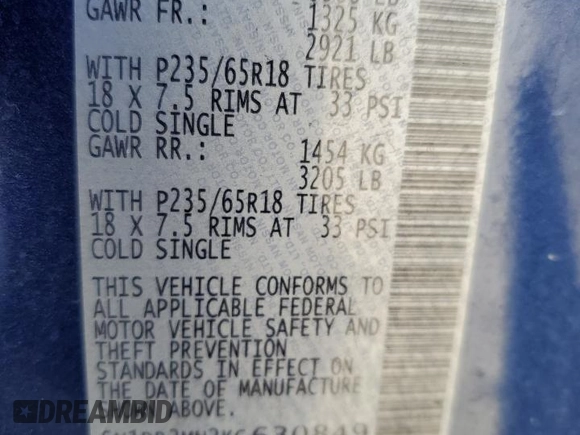 GAWR FR.: 1325 KG
2921 LB
WITH P235/65R18 TIRES
18 X 7.5 RIMS AT 33 PSI
COLD SINGLE
GAWR RR.: 1454 KG
3205 LB
WITH P235/65R18 TIRES
18 X 7.5 RIMS AT 33 PSI
COLD SINGLE
THIS VEHICLE CONFORMS TO
ALL APPLICABLE FEDERAL
MOTOR VEHICLE SAFETY AND
THEFT PREVENTION
STANDARDS IN EFFECT ON
THE DATE OF MANUFACTURE
SHOWN ABOVE.
DREAMBID